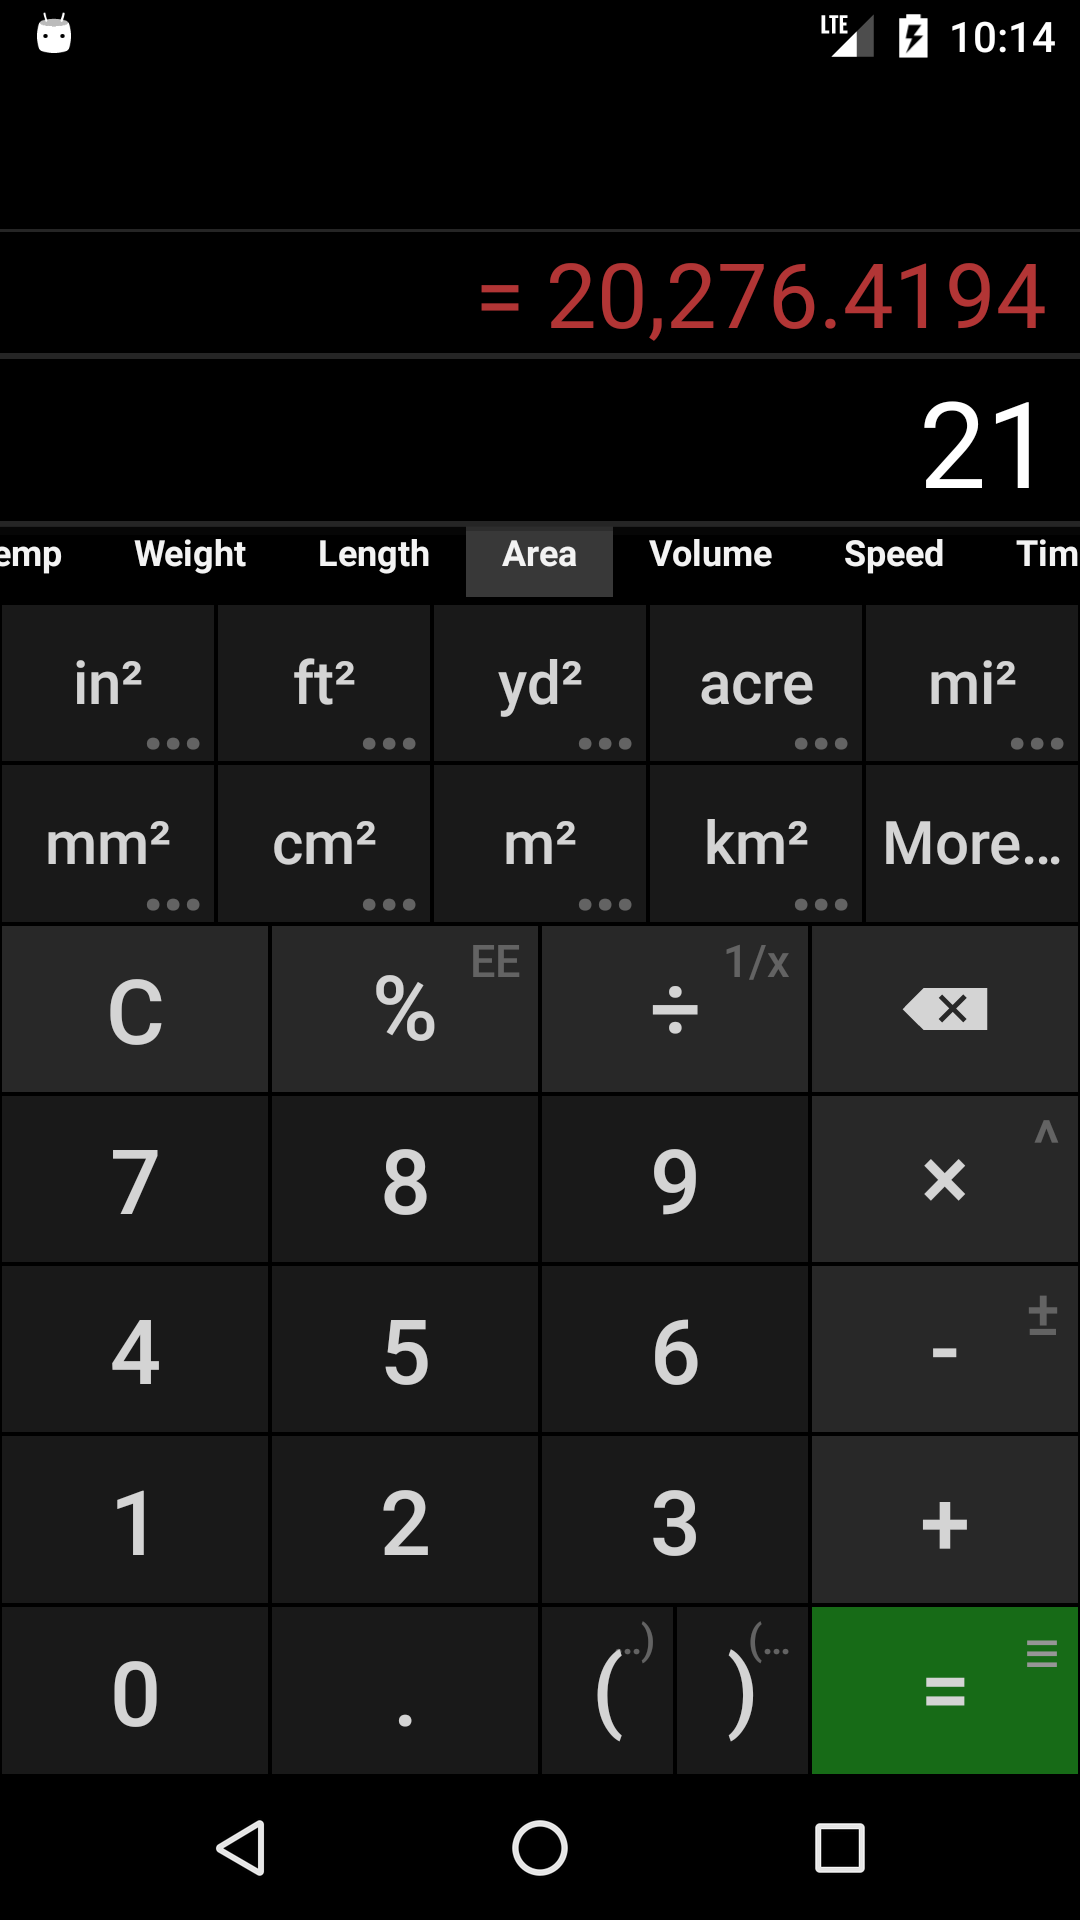 LTE 10:14
= 20,276.4194
21
emp Weight Length Area Volume Speed Tim
in² ft² yd² acre mi²
mm² cm² m² km² More...
C % EE ÷ 1/x
7 8 9 × ^
4 5 6 - ±
1 2 3 +
0 . ( ..) ) (... =